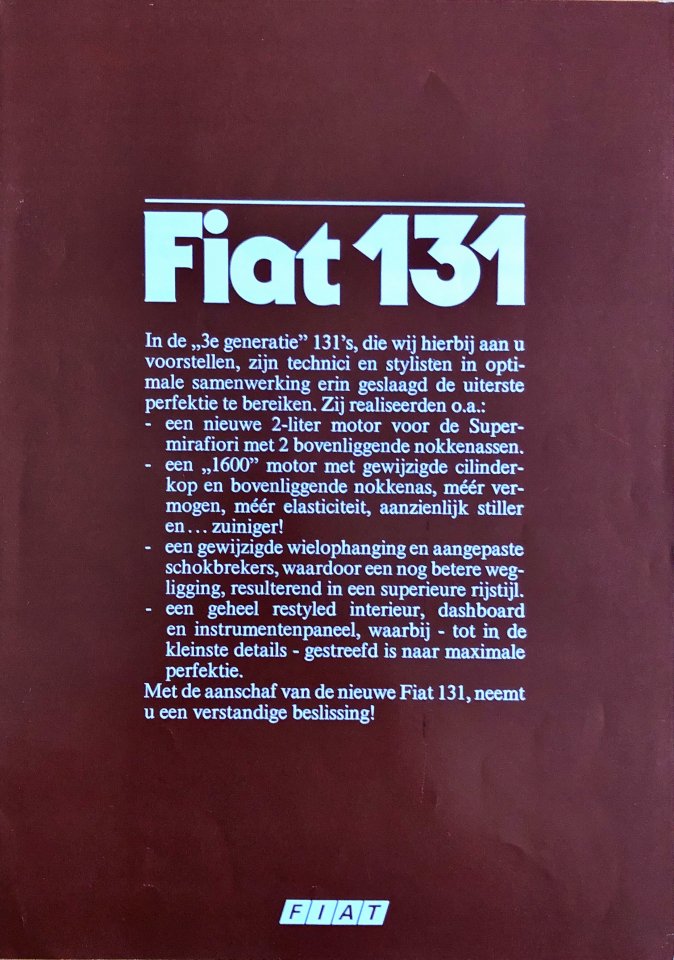 Fiat 131
In de „3e generatie” 131's, die wij hierbij aan u
voorstellen, zijn technici en stylisten in opti-
male samenwerking erin geslaagd de uiterste
perfektie te bereiken. Zij realiseerden o.a.:
- een nieuwe 2-liter motor voor de Super-
mirafiori met 2 bovenliggende nokkenassen.
- een „1600” motor met gewijzigde cilinder-
kop en bovenliggende nokkenas, méér ver-
mogen, méér elasticiteit, aanzienlijk stiller
en... zuiniger!
- een gewijzigde wielophanging en aangepaste
schokbrekers, waardoor een nog betere weg-
ligging, resulterend in een superieure rijstijl.
- een geheel restyled interieur, dashboard
en instrumentenpaneel, waarbij - tot in de
kleinste details - gestreefd is naar maximale
perfektie.
Met de aanschaf van de nieuwe Fiat 131, neemt
u een verstandige beslissing!
FIAT